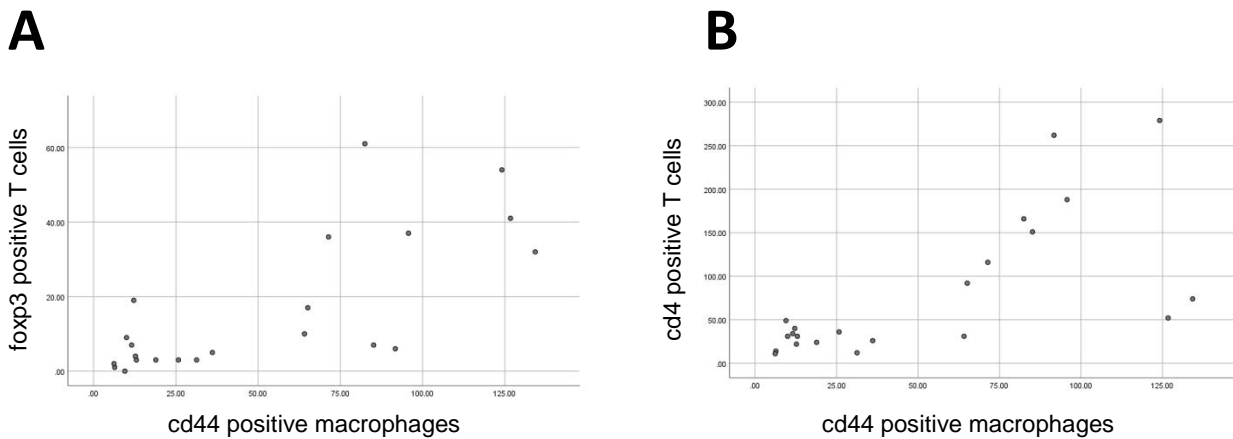 A
B
foxp3 positive T cells
60.00
40.00
20.00
.00
.00 25.00 50.00 75.00 100.00 125.00
cd44 positive macrophages
cd4 positive T cells
300.00
250.00
200.00
150.00
100.00
50.00
.00
.00 25.00 50.00 75.00 100.00 125.00
cd44 positive macrophages